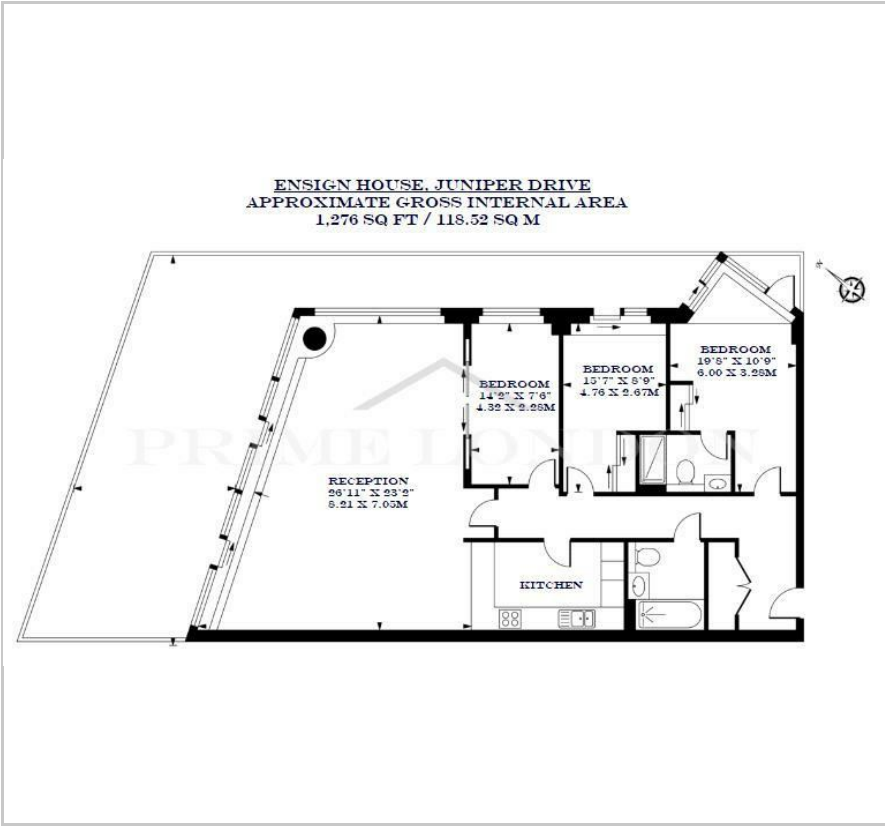 ENSIGN HOUSE, JUNIPER DRIVE
APPROXIMATE GROSS INTERNAL AREA
1,276 SQ FT / 118.52 SQ M
BEDROOM
19'8" X 10'9"
6.00 X 3.28M
BEDROOM
15'7" X 8'9"
4.76 X 2.67M
BEDROOM
14'2" X 7'6"
4.32 X 2.28M
PRIME LONDON
RECEPTION
26'11" X 23'2"
8.21 X 7.05M
KITCHEN